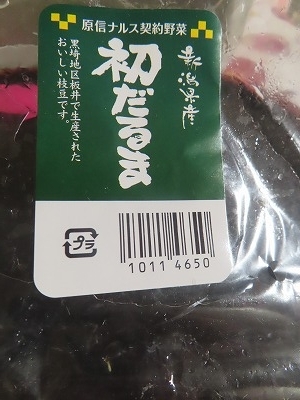 原信ナルス契約野菜
新潟県産
初だるま
黒埼地区板井で生産された
おいしい枝豆です。
プラ
1011 4650